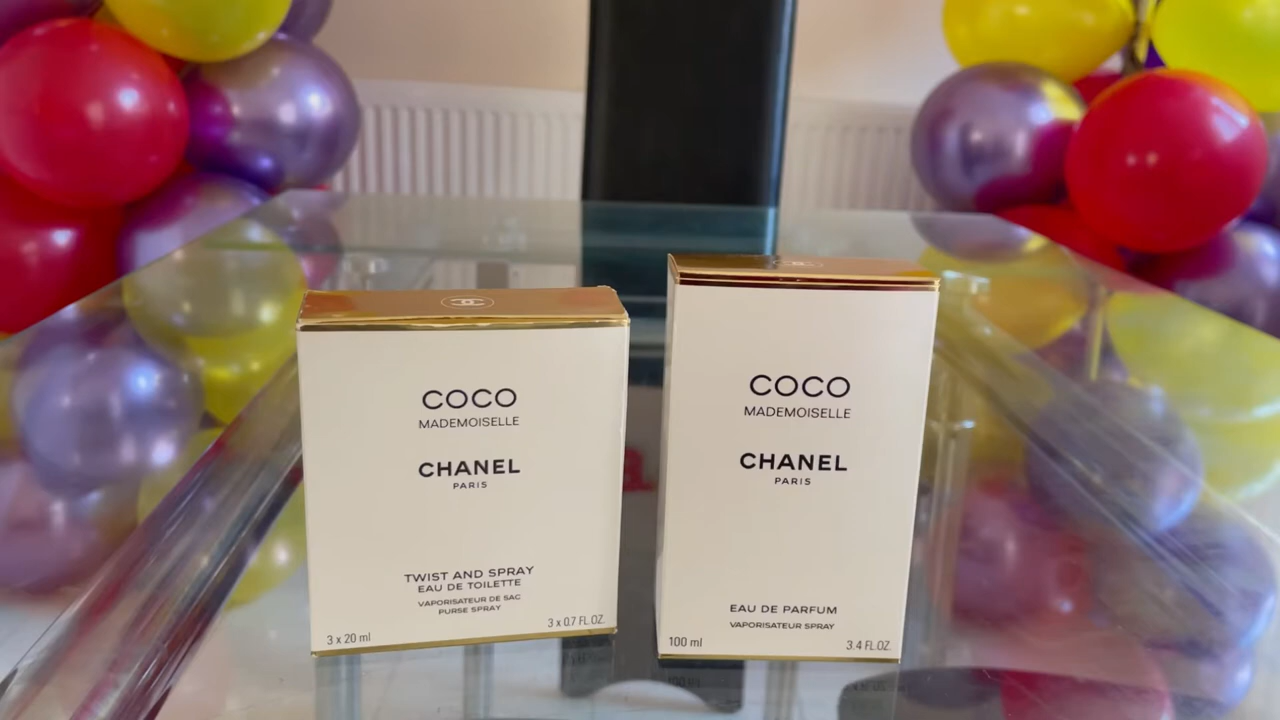 COCO
MADEMOISELLE
CHANEL
PARIS
TWIST AND SPRAY
EAU DE TOILETTE
VAPORISATEUR DE SAC
PURSE SPRAY
3 x 20 ml
3 x 0.7 FL.OZ.
COCO
MADEMOISELLE
CHANEL
PARIS
EAU DE PARFUM
VAPORISATEUR SPRAY
100 ml
3.4 FL.OZ.